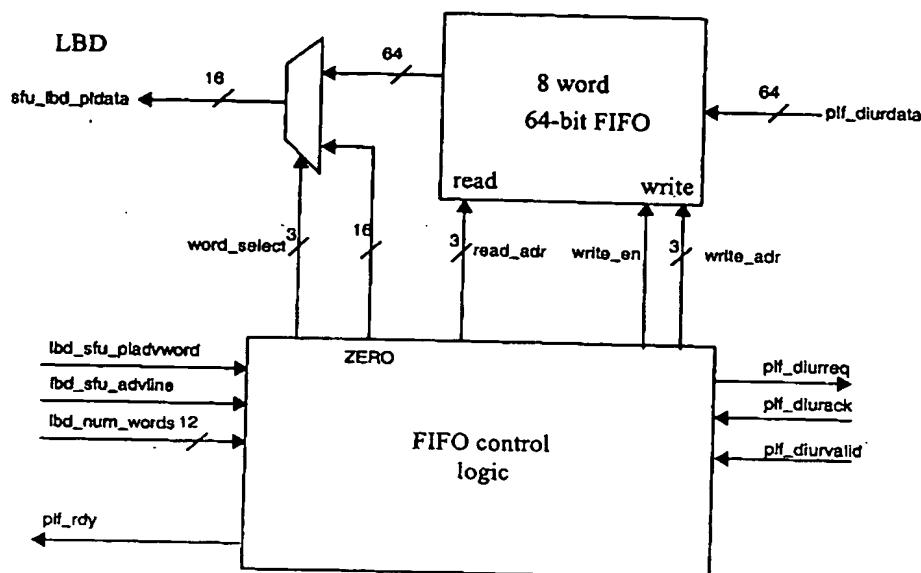 LBD
64
16
8 word
64-bit FIFO
64
sfu_lbd_pldata
plf_diurdata
read
write
word_select
3
16
3
read_adr
write_en
3
write_adr
ZERO
lbd_sfu_pladvword
lbd_sfu_advline
lbd_num_words 12
FIFO control
logic
plf_diurreq
plf_diurack
plf_diurvalid
plf_rdy